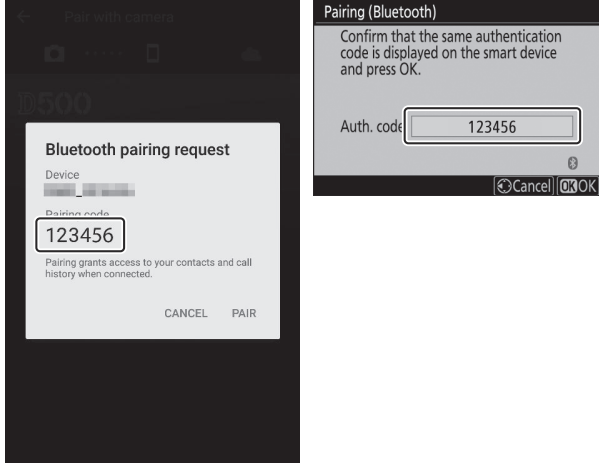 Pair with camera
D500
Bluetooth pairing request
Device
Pairing code
123456
Pairing grants access to your contacts and call
history when connected.
CANCEL PAIR
Pairing (Bluetooth)
Confirm that the same authentication
code is displayed on the smart device
and press OK.
Auth. code 123456
Cancel OK OK